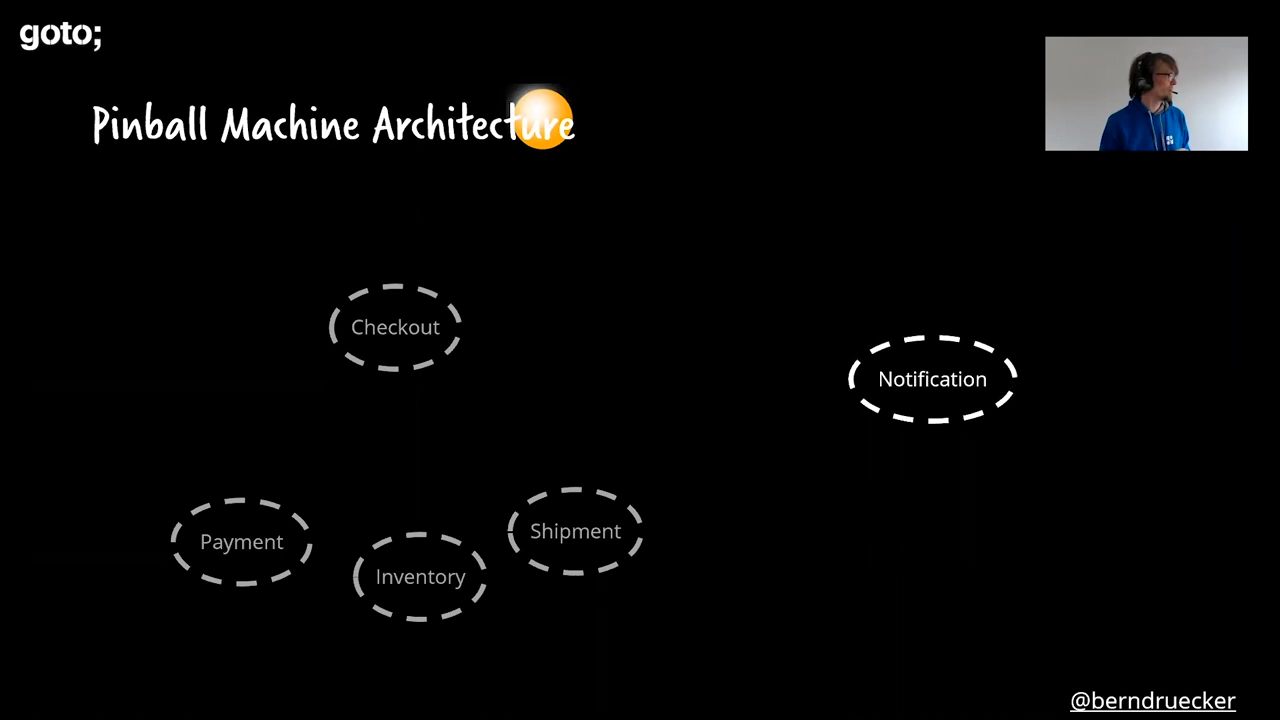 goto;
Pinball Machine Architecture
Checkout
Notification
Payment
Inventory
Shipment
@berndruecker